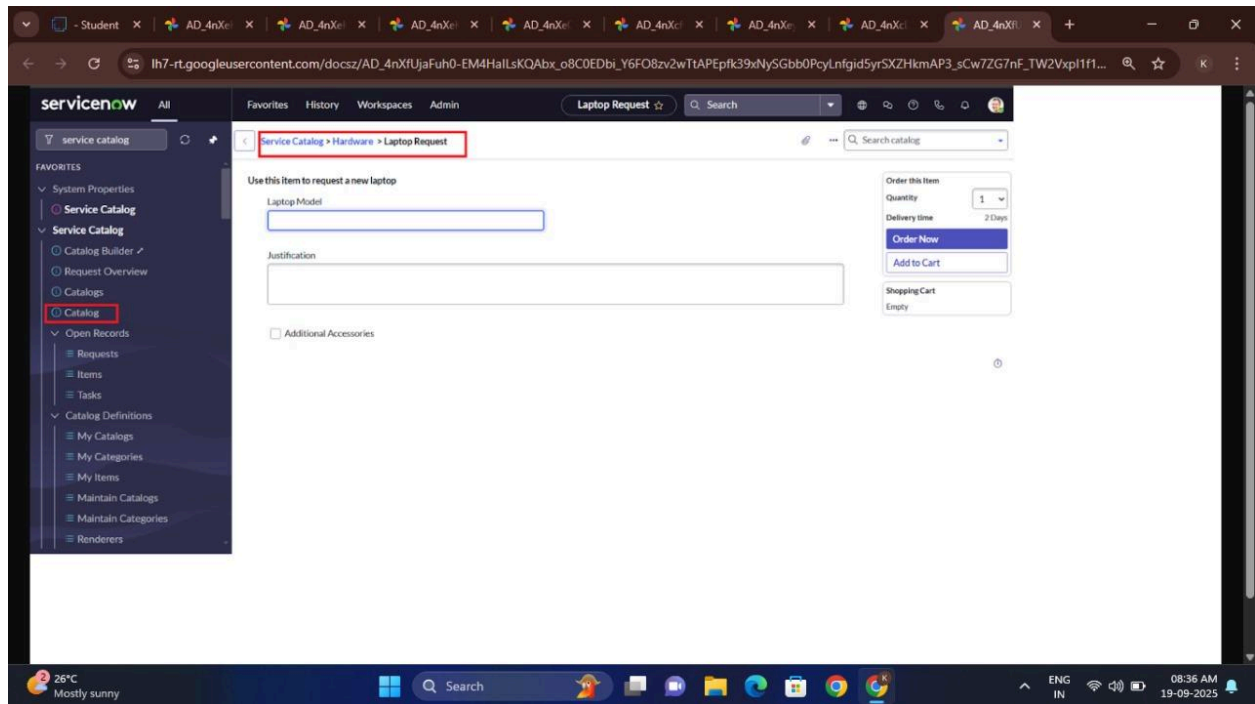 - Student
AD_4nXe
AD_4nXe
AD_4nXe
AD_4nXe
AD_4nXc
AD_4nXe
AD_4nXc
AD_4nXfU
lh7-rt.googleusercontent.com/docsz/AD_4nXfUjaFuh0-EM4HalLsKQAbx_o8C0EDbi_Y6FO8zv2wTtAPEpfk39xNySGbb0PcyLnfgid5yrSXZHkmAP3_sCw7ZG7nF_TW2VxpI1f1...
K
servicenow All Favorites History Workspaces Admin Laptop Request Search
service catalog
Service Catalog > Hardware > Laptop Request
Search catalog
FAVORITES
System Properties
Service Catalog
Service Catalog
Catalog Builder
Request Overview
Catalogs
Catalog
Open Records
Requests
Items
Tasks
Catalog Definitions
My Catalogs
My Categories
My Items
Maintain Catalogs
Maintain Categories
Renderers
Use this item to request a new laptop
Laptop Model
Justification
Additional Accessories
Order this Item
Quantity 1
Delivery time 2 Days
Order Now
Add to Cart
Shopping Cart
Empty
2
26°C
Mostly sunny
Search
ENG
IN
08:36 AM
19-09-2025